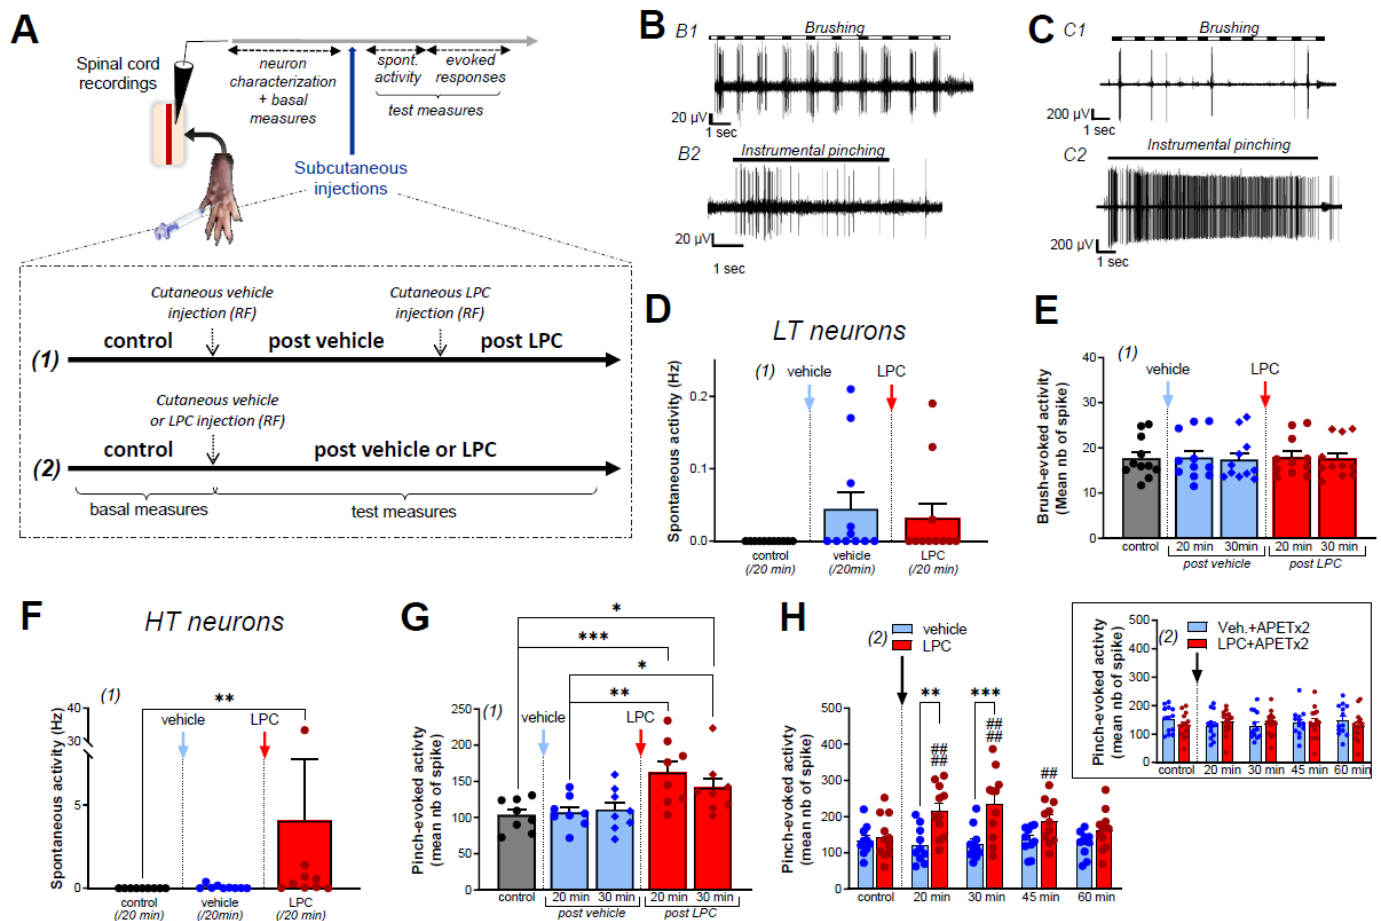 A
Spinal cord
recordings
neuron
characterization
+ basal
measures
spont.
activity
evoked
responses
test measures
Subcutaneous
injections
Cutaneous vehicle
injection (RF)
Cutaneous LPC
injection (RF)
(1)
control
post vehicle
post LPC
Cutaneous vehicle
or LPC injection (RF)
(2)
control
post vehicle or LPC
basal measures
test measures
B
B1
Brushing
20 µV
1 sec
B2
Instrumental pinching
20 µV
1 sec
C
C1
Brushing
200 µV
1 sec
C2
Instrumental pinching
200 µV
1 sec
D
LT neurons
(1)
vehicle
LPC
Spontaneous activity (Hz)
0.2
0.1
0.0
control
(/20 min)
vehicle
(/20min)
LPC
(/20 min)
E
(1)
vehicle
LPC
Brush-evoked activity
(Mean nb of spike)
40
30
20
10
0
control
20 min
30min
20 min
30 min
post vehicle
post LPC
F
HT neurons
(1)
**
vehicle
LPC
Spontaneous activity (Hz)
40
30
5
0
control
(/20 min)
vehicle
(/20min)
LPC
(/20 min)
G
*
***
*
**
(1)
vehicle
LPC
Pinch-evoked activity
(mean nb of spike)
250
200
150
100
50
0
control
20 min
30 min
20 min
30 min
post vehicle
post LPC
H
(2)
vehicle
LPC
**
***
##
##
##
##
##
Pinch-evoked activity
(mean nb of spike)
500
400
300
200
100
0
control
20 min
30 min
45 min
60 min
(2)
Veh.+APETx2
LPC+APETx2
Pinch-evoked activity
(mean nb of spike)
500
400
300
200
100
0
control
20 min
30 min
45 min
60 min